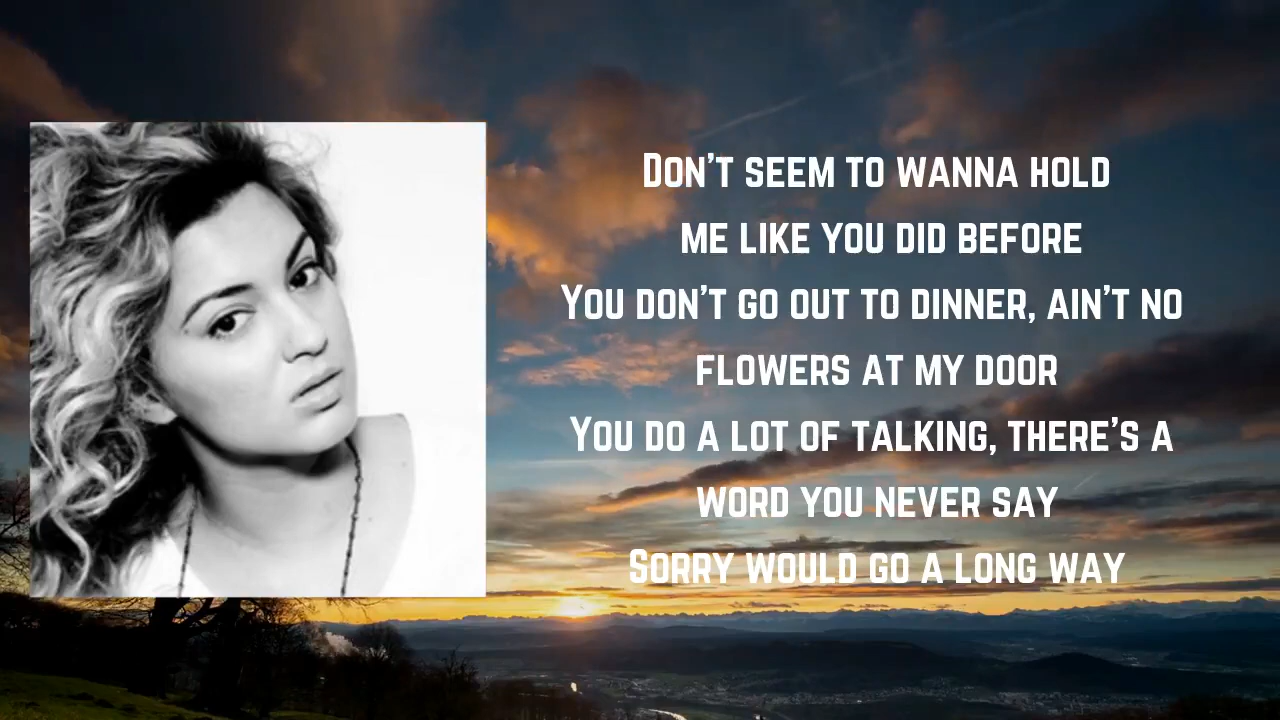 Don't seem to wanna hold
me like you did before
You don't go out to dinner, ain't no
flowers at my door
You do a lot of talking, there's a
word you never say
Sorry would go a long way